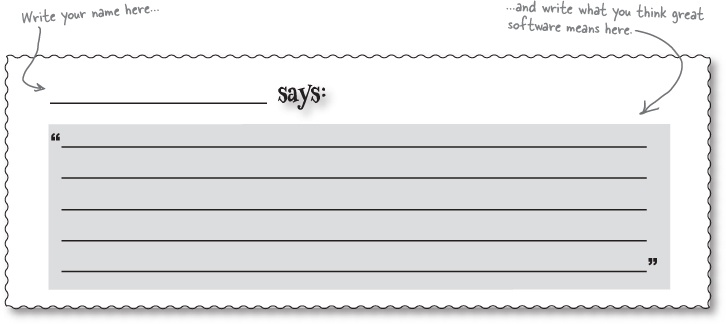 Write your name here...
...and write what you think great
software means here.
says:
“
”